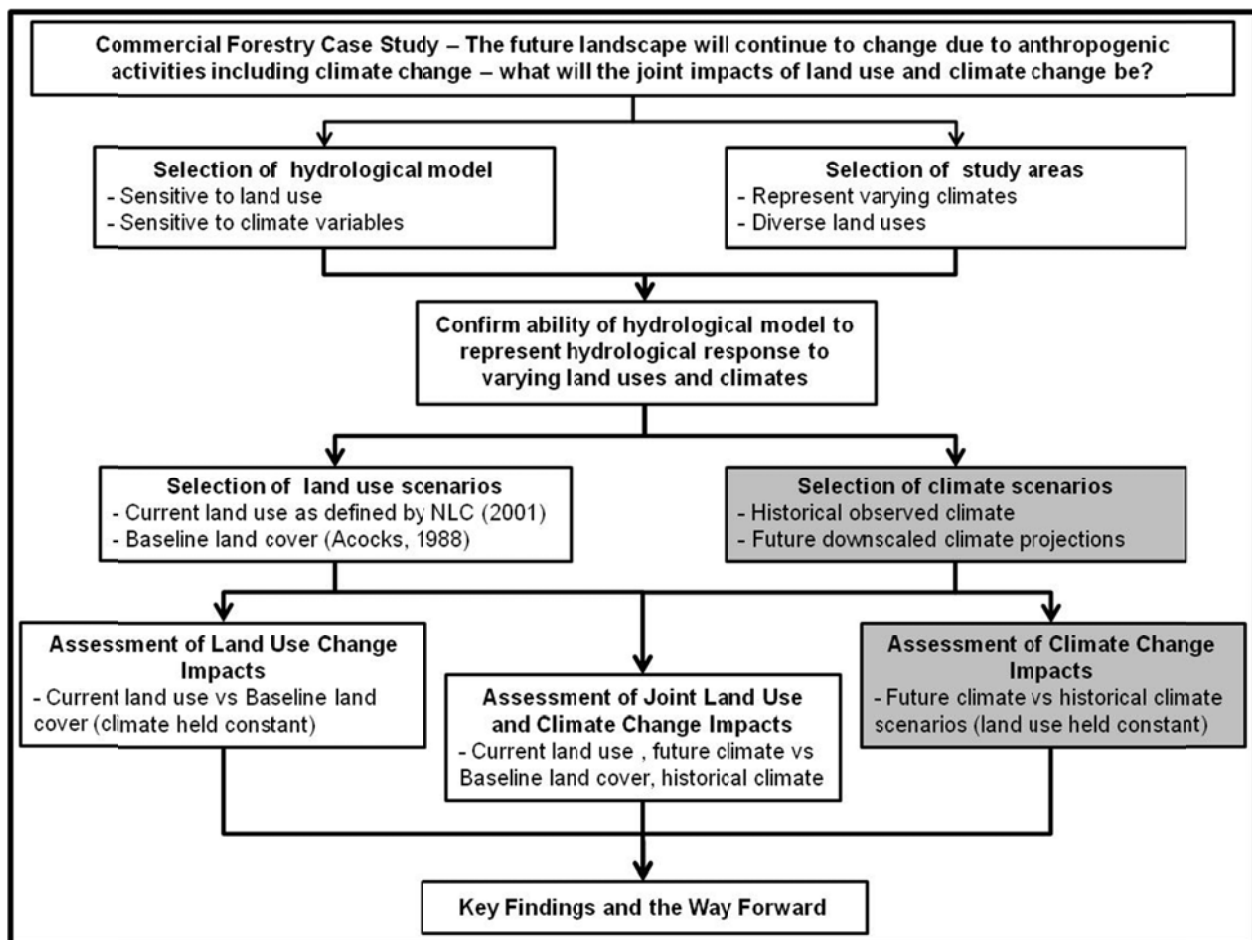 Commercial Forestry Case Study – The future landscape will continue to change due to anthropogenic
activities including climate change – what will the joint impacts of land use and climate change be?
Selection of hydrological model
- Sensitive to land use
- Sensitive to climate variables
Selection of study areas
- Represent varying climates
- Diverse land uses
Confirm ability of hydrological model to
represent hydrological response to
varying land uses and climates
Selection of land use scenarios
- Current land use as defined by NLC (2001)
- Baseline land cover (Acocks, 1988)
Selection of climate scenarios
- Historical observed climate
- Future downscaled climate projections
Assessment of Land Use Change
Impacts
- Current land use vs Baseline land
cover (climate held constant)
Assessment of Joint Land Use
and Climate Change Impacts
- Current land use , future climate vs
Baseline land cover, historical climate
Assessment of Climate Change
Impacts
- Future climate vs historical climate
scenarios (land use held constant)
Key Findings and the Way Forward